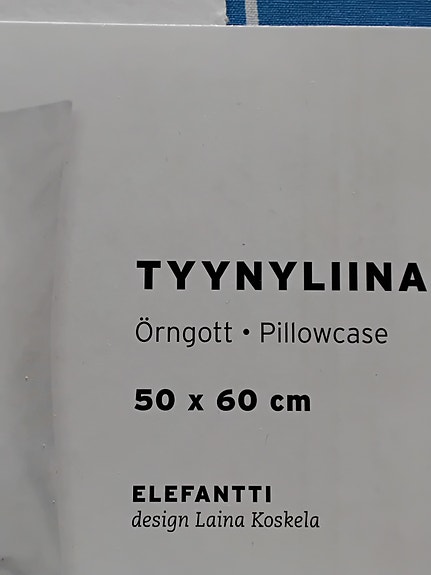 TYYNYLIINA
Örngott • Pillowcase
50 x 60 cm
ELEFANTTI
design Laina Koskela